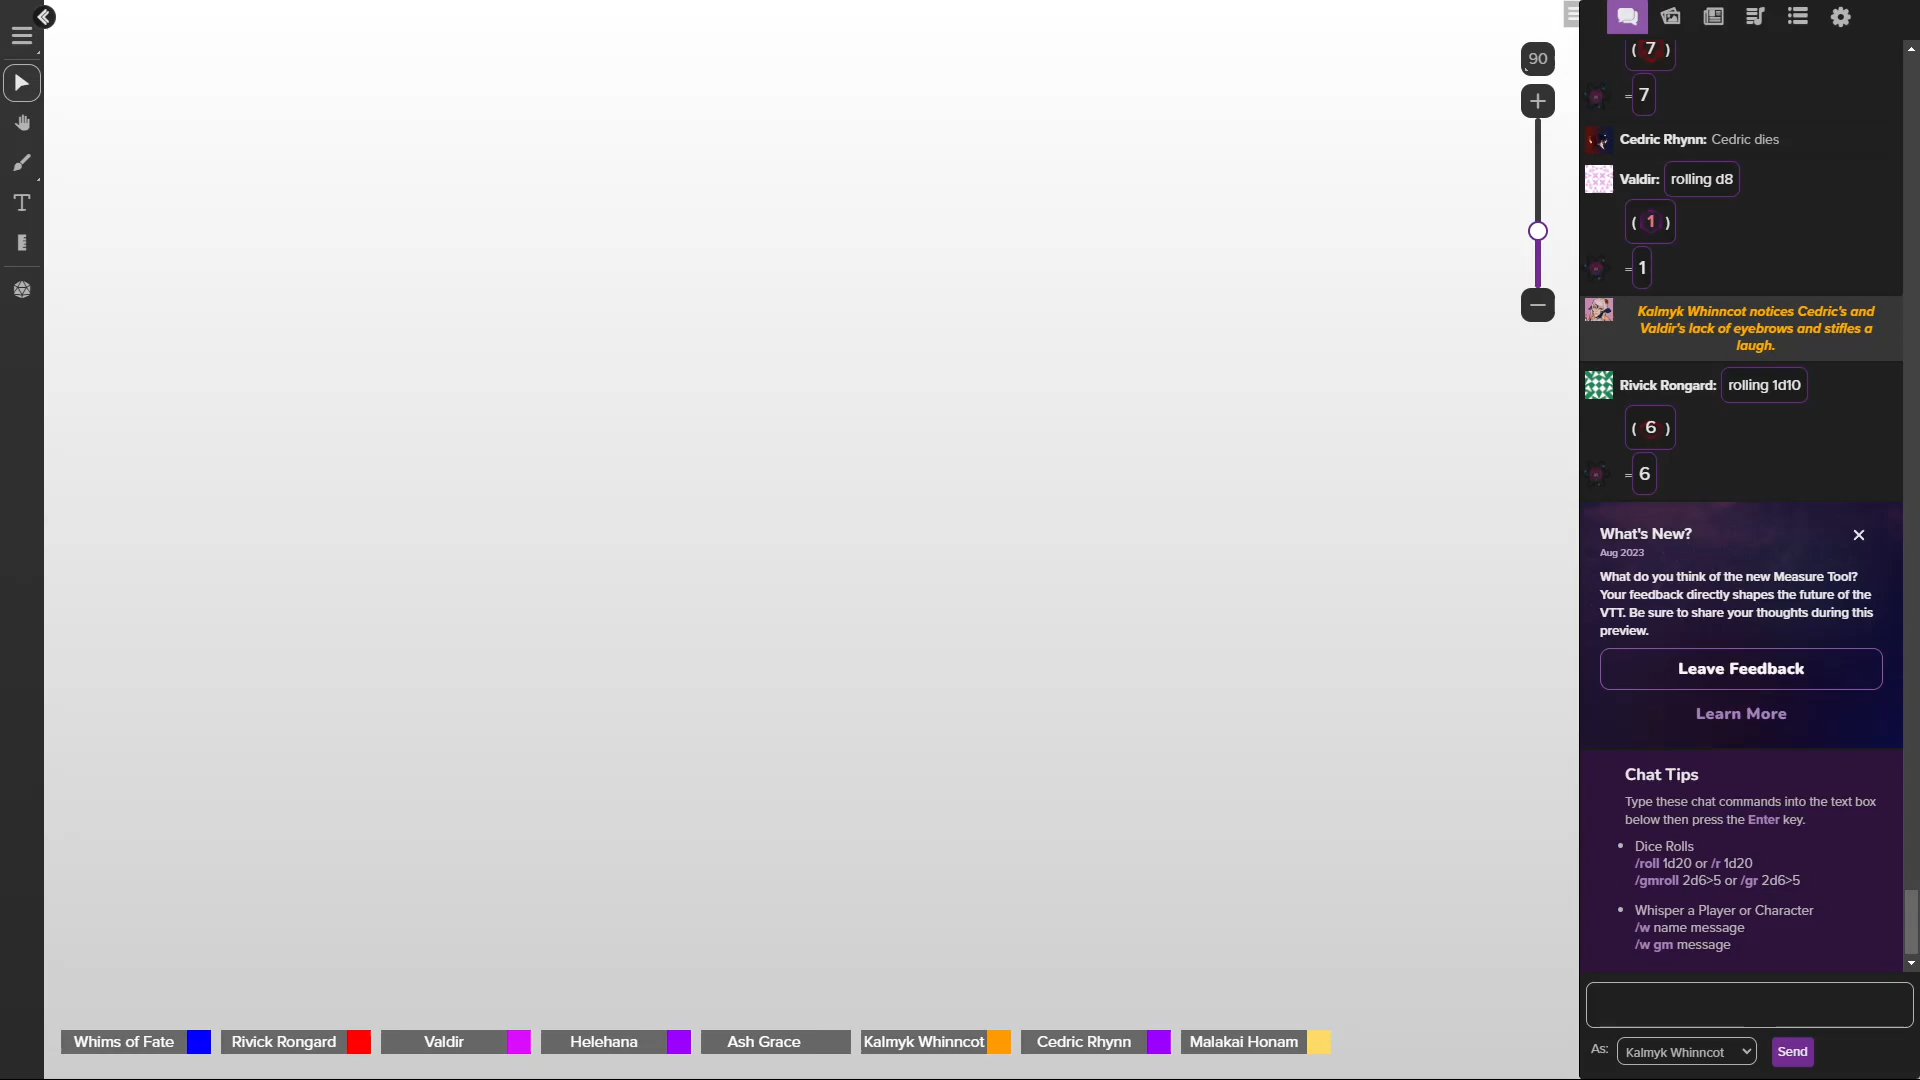 90
( 7 )
= 7
Cedric Rhynn: Cedric dies
Valdir: rolling d8
( 1 )
= 1
Kalmyk Whinncot notices Cedric's and
Valdir's lack of eyebrows and stifles a
laugh.
Rivick Rongard: rolling 1d10
( 6 )
= 6
What's New?
Aug 2023
What do you think of the new Measure Tool?
Your feedback directly shapes the future of the
VTT. Be sure to share your thoughts during this
preview.
Leave Feedback
Learn More
Chat Tips
Type these chat commands into the text box
below then press the Enter key.
• Dice Rolls
/roll 1d20 or /r 1d20
/gmroll 2d6>5 or /gr 2d6>5
• Whisper a Player or Character
/w name message
/w gm message
As: Kalmyk Whinncot Send
Whims of Fate Rivick Rongard Valdir Helehana Ash Grace Kalmyk Whinncot Cedric Rhynn Malakai Honam